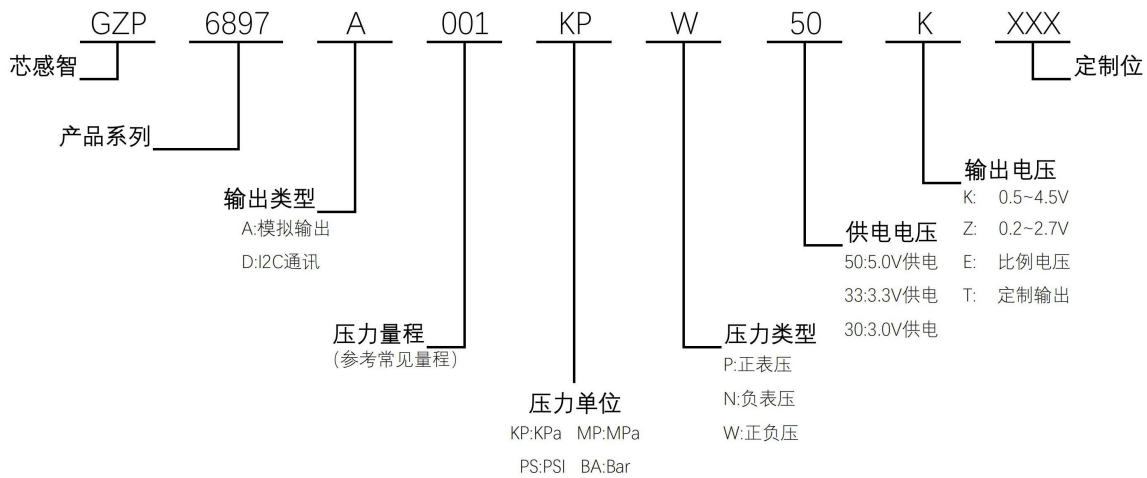 GZP 6897 A 001 KP W 50 K XXX
芯感智
定制位
产品系列
输出类型
A:模拟输出
D:I2C通讯
压力量程
（参考常见量程）
压力单位
KP:KPa MP:MPa
PS:PSI BA:Bar
压力类型
P:正表压
N:负表压
W:正负压
供电电压
50:5.0V供电
33:3.3V供电
30:3.0V供电
输出电压
K: 0.5~4.5V
Z: 0.2~2.7V
E: 比例电压
T: 定制输出